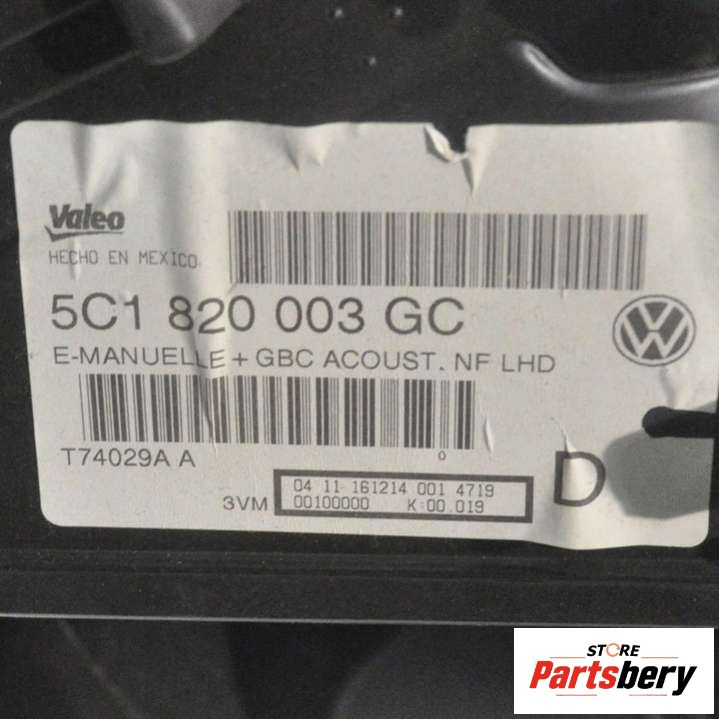 Valeo
HECHO EN MEXICO
5C1 820 003 GC
E-MANUELLE + GBC ACOUST. NF LHD
T74029A A
0
3VM
04 11 161214 001 4719
00100000 K:00.019
D
STORE
Partsbery